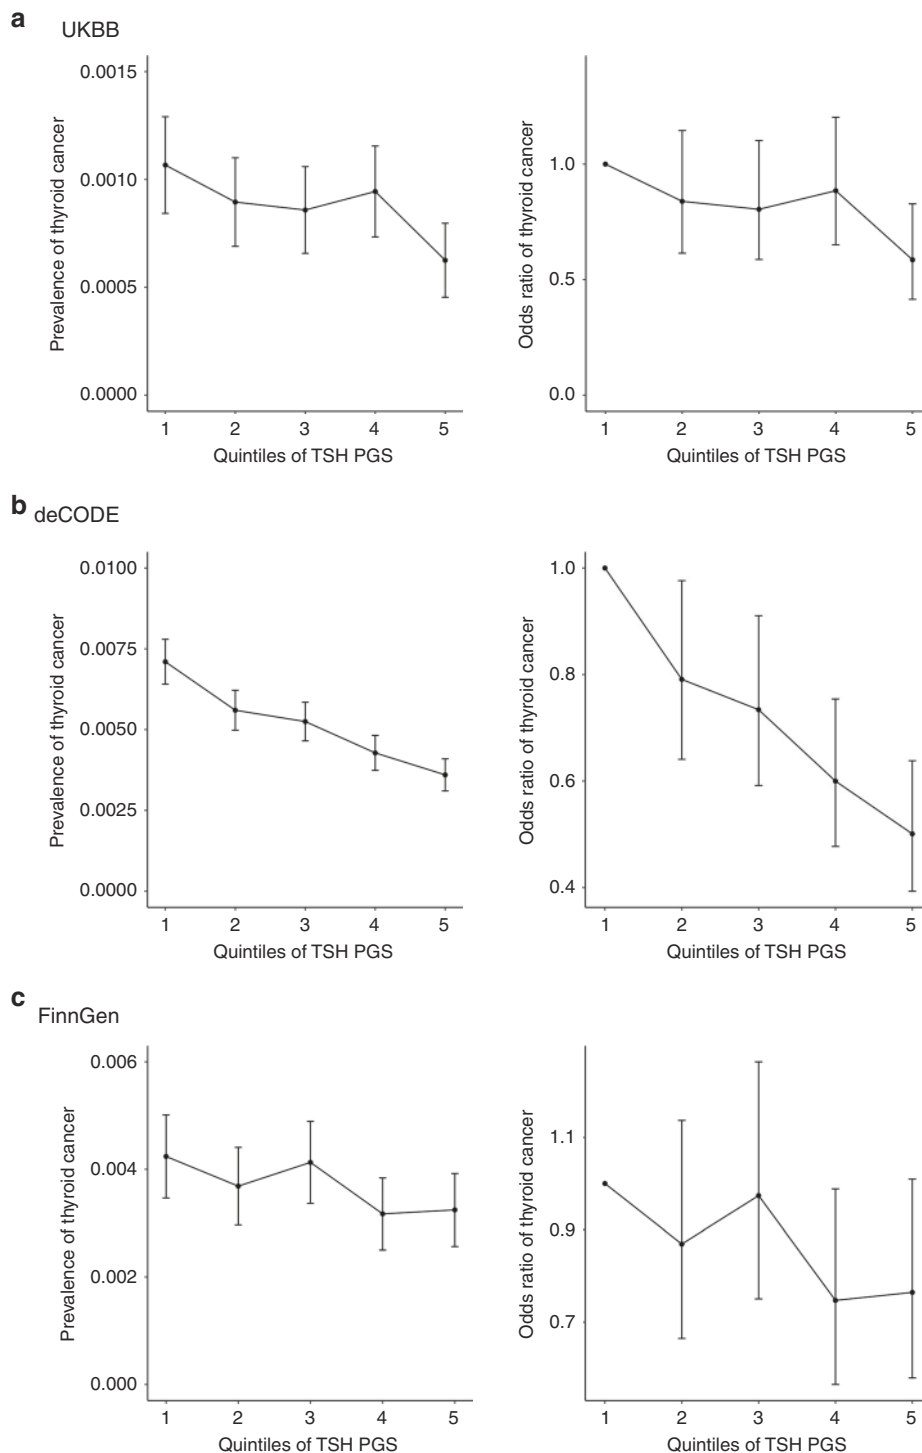 a
UKBB
Prevalence of thyroid cancer
0.0015
0.0010
0.0005
0.0000
1 2 3 4 5
Quintiles of TSH PGS
Odds ratio of thyroid cancer
1.0
0.5
0.0
1 2 3 4 5
Quintiles of TSH PGS
b
deCODE
Prevalence of thyroid cancer
0.0100
0.0075
0.0050
0.0025
0.0000
1 2 3 4 5
Quintiles of TSH PGS
Odds ratio of thyroid cancer
1.0
0.8
0.6
0.4
1 2 3 4 5
Quintiles of TSH PGS
c
FinnGen
Prevalence of thyroid cancer
0.006
0.004
0.002
0.000
1 2 3 4 5
Quintiles of TSH PGS
Odds ratio of thyroid cancer
1.1
0.9
0.7
1 2 3 4 5
Quintiles of TSH PGS